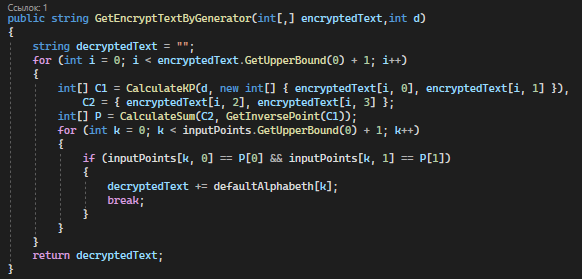 Ссылок: 1
public string GetEncryptTextByGenerator(int[,] encryptedText,int d)
{
    string decryptedText = "";
    for (int i = 0; i < encryptedText.GetUpperBound(0) + 1; i++)
    {
        int[] C1 = CalculateKP(d, new int[] { encryptedText[i, 0], encryptedText[i, 1] }),
            C2 = { encryptedText[i, 2], encryptedText[i, 3] };
        int[] P = CalculateSum(C2, GetInversePoint(C1));
        for (int k = 0; k < inputPoints.GetUpperBound(0) + 1; k++)
        {
            if (inputPoints[k, 0] == P[0] && inputPoints[k, 1] == P[1])
            {
                decryptedText += defaultAlphabeth[k];
                break;
            }
        }
    }
    return decryptedText;
}